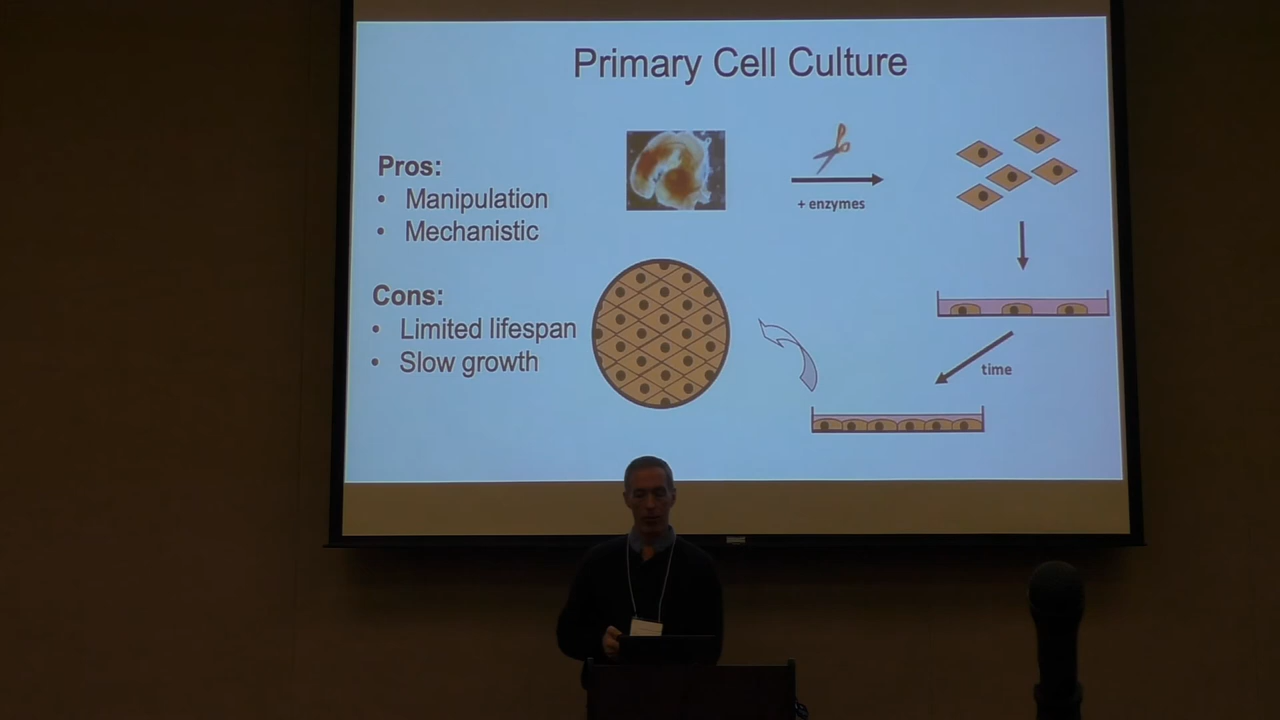 Primary Cell Culture
Pros:
• Manipulation
• Mechanistic
Cons:
• Limited lifespan
• Slow growth
+ enzymes
time